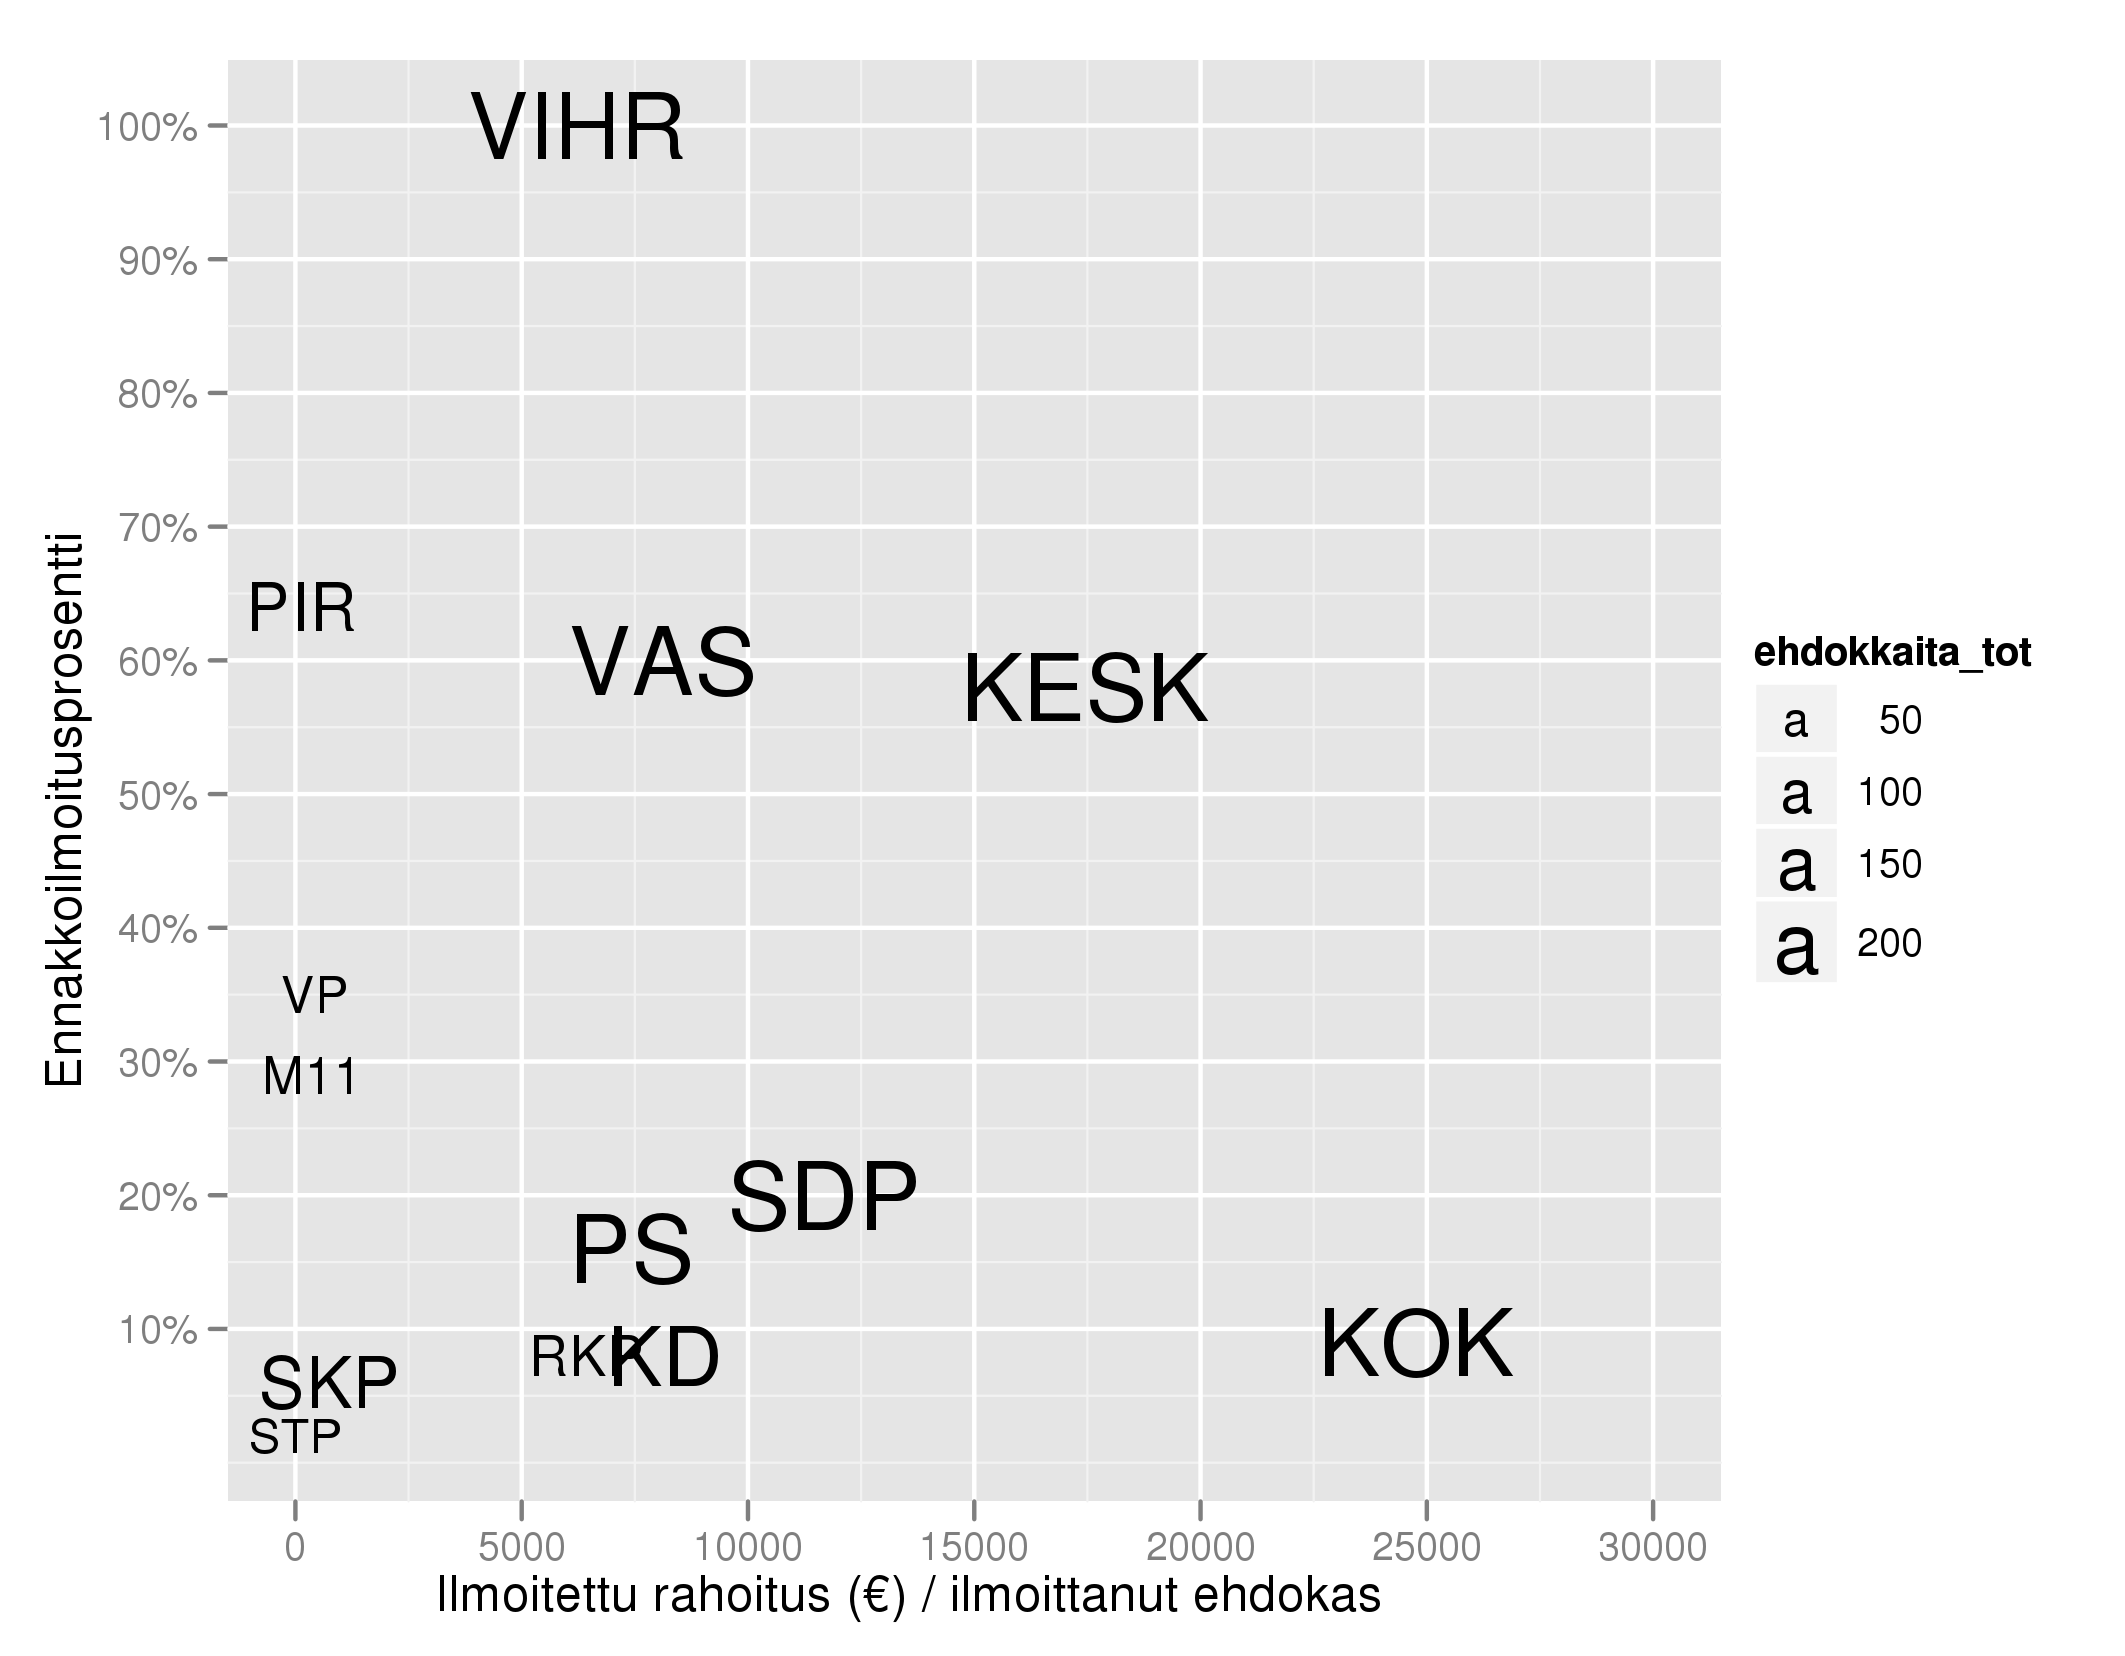 VIHR
100%
90%
80%
70%
PIR
VAS
60%
KESK
50%
40%
VP
30%
M11
SDP
20%
PS
10%
RKP
KD
KOK
SKP
STP
0 5000 10000 15000 20000 25000 30000
Ilmoitettu rahoitus (€) / ilmoittanut ehdokas
Ennakkoilmoitusprosentti
ehdokkaita_tot
a 50
a 100
a 150
a 200